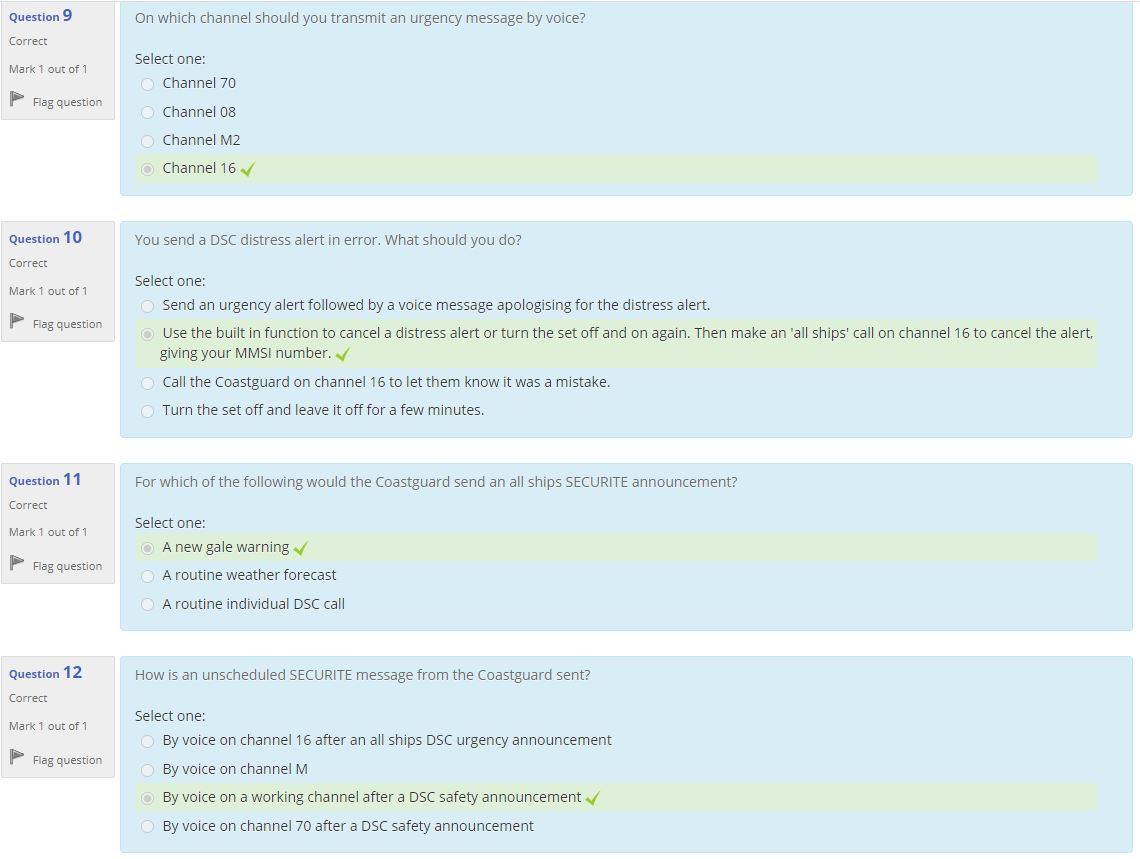 Question 9
Correct
Mark 1 out of 1
Flag question
On which channel should you transmit an urgency message by voice?
Select one:
Channel 70
Channel 08
Channel M2
Channel 16
Question 10
Correct
Mark 1 out of 1
Flag question
You send a DSC distress alert in error. What should you do?
Select one:
Send an urgency alert followed by a voice message apologising for the distress alert.
Use the built in function to cancel a distress alert or turn the set off and on again. Then make an 'all ships' call on channel 16 to cancel the alert,
giving your MMSI number.
Call the Coastguard on channel 16 to let them know it was a mistake.
Turn the set off and leave it off for a few minutes.
Question 11
Correct
Mark 1 out of 1
Flag question
For which of the following would the Coastguard send an all ships SECURITE announcement?
Select one:
A new gale warning
A routine weather forecast
A routine individual DSC call
Question 12
Correct
Mark 1 out of 1
Flag question
How is an unscheduled SECURITE message from the Coastguard sent?
Select one:
By voice on channel 16 after an all ships DSC urgency announcement
By voice on channel M
By voice on a working channel after a DSC safety announcement
By voice on channel 70 after a DSC safety announcement